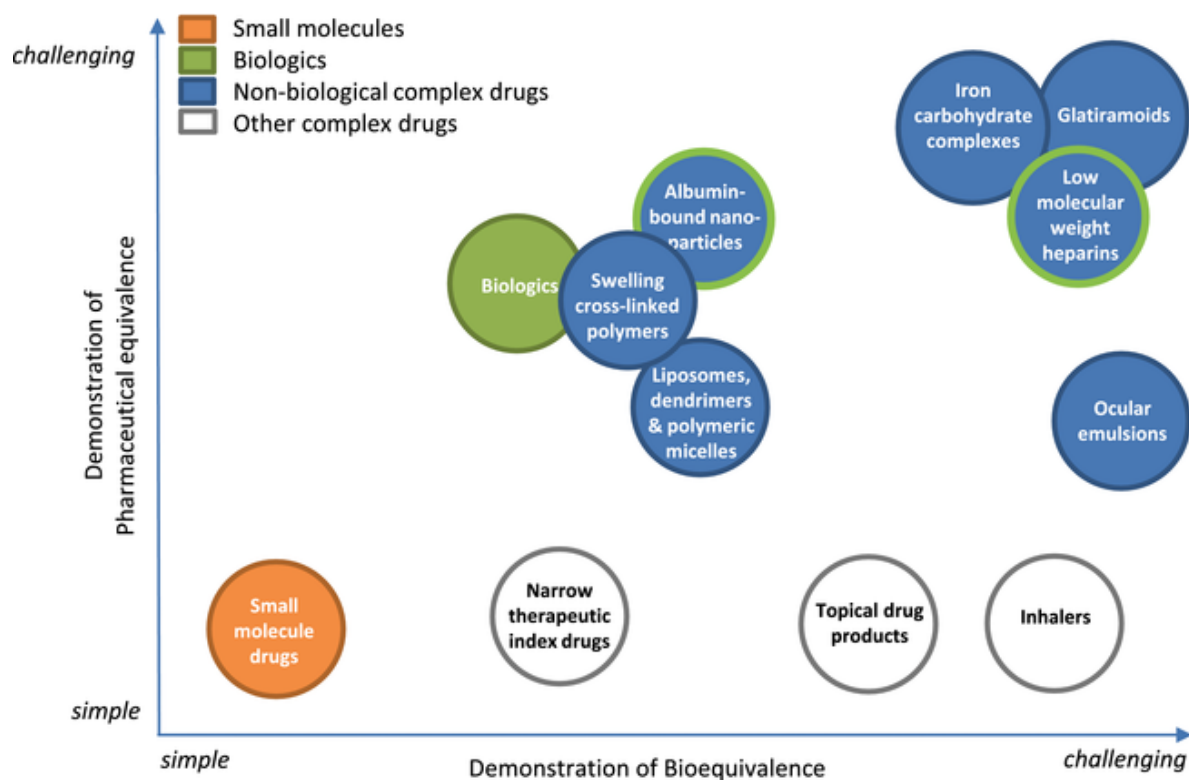 Small molecules
Biologics
Non-biological complex drugs
Other complex drugs
challenging
Demonstration of
Pharmaceutical equivalence
simple
Iron
carbohydrate
complexes
Glatiramoids
Low
molecular
weight
heparins
Albumin-
bound nano-
particles
Biologics
Swelling
cross-linked
polymers
Liposomes,
dendrimers
& polymeric
micelles
Ocular
emulsions
Small
molecule
drugs
Narrow
therapeutic
index drugs
Topical drug
products
Inhalers
simple
Demonstration of Bioequivalence
challenging